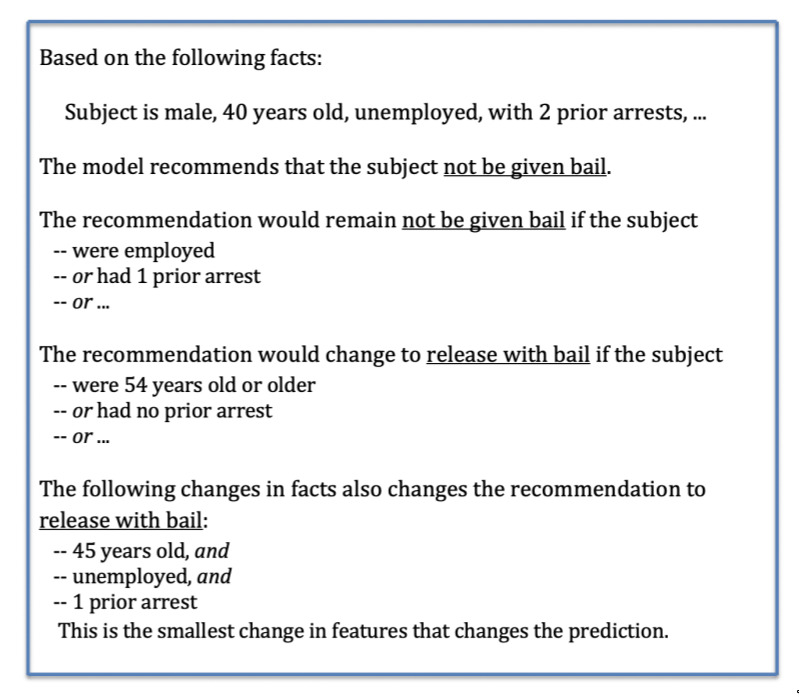 Based on the following facts:
Subject is male, 40 years old, unemployed, with 2 prior arrests, ...
The model recommends that the subject not be given bail.
The recommendation would remain not be given bail if the subject
-- were employed
-- or had 1 prior arrest
-- or ...
The recommendation would change to release with bail if the subject
-- were 54 years old or older
-- or had no prior arrest
-- or ...
The following changes in facts also changes the recommendation to
release with bail:
-- 45 years old, and
-- unemployed, and
-- 1 prior arrest
This is the smallest change in features that changes the prediction.